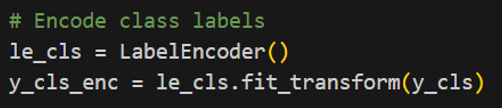 # Encode class labels
le_cls = LabelEncoder()
y_cls_enc = le_cls.fit_transform(y_cls)